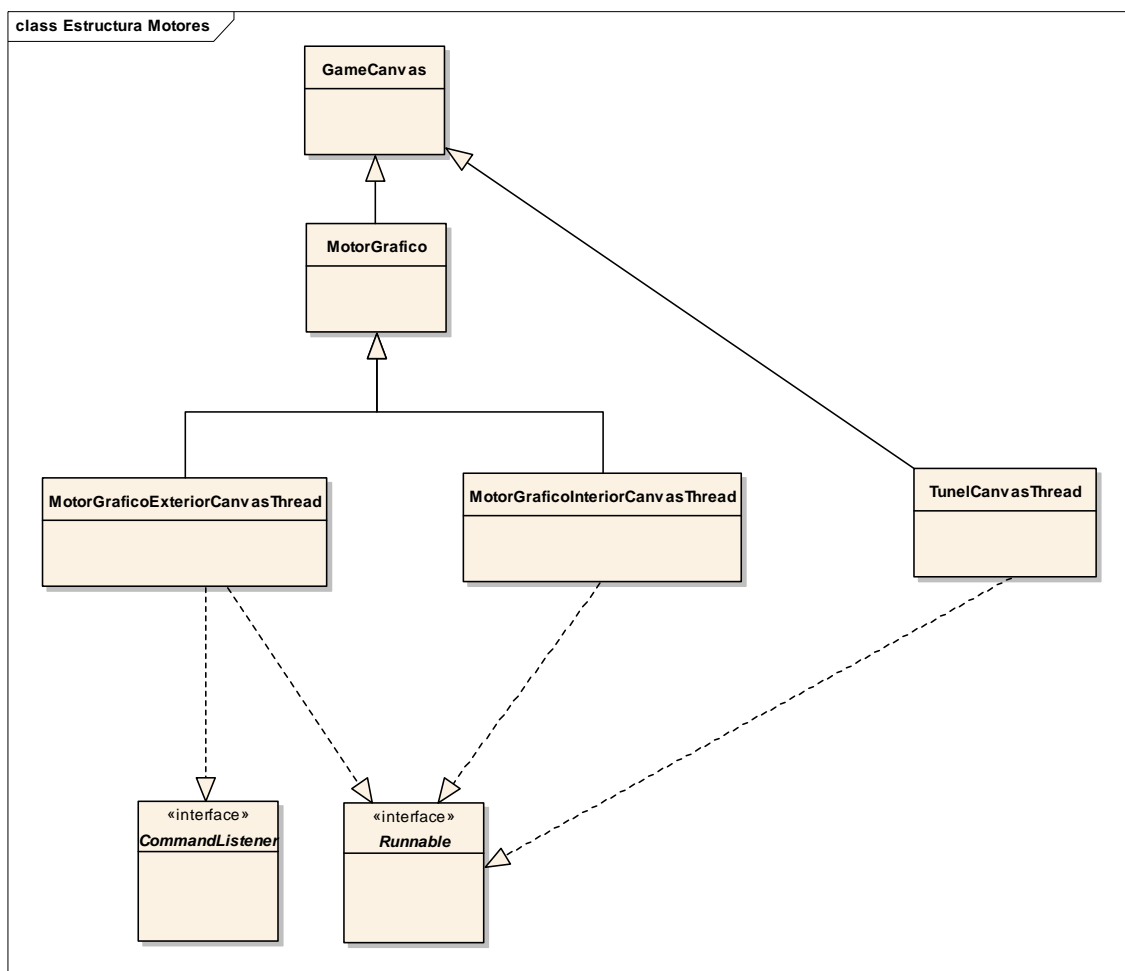 class Estructura Motores
GameCanvas
MotorGrafico
MotorGraficoExteriorCanvasThread
MotorGraficoInteriorCanvasThread
TunelCanvasThread
«interface»
CommandListener
«interface»
Runnable